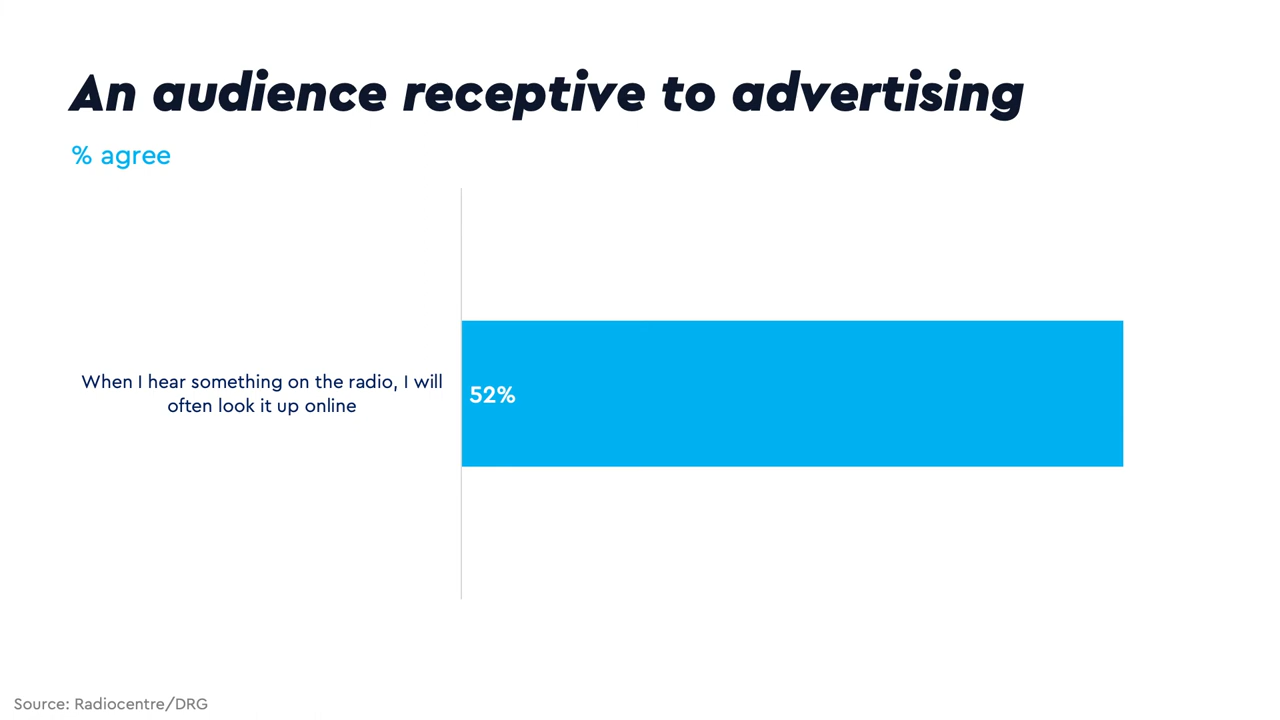 An audience receptive to advertising
% agree
When I hear something on the radio, I will
often look it up online
52%
Source: Radiocentre/DRG